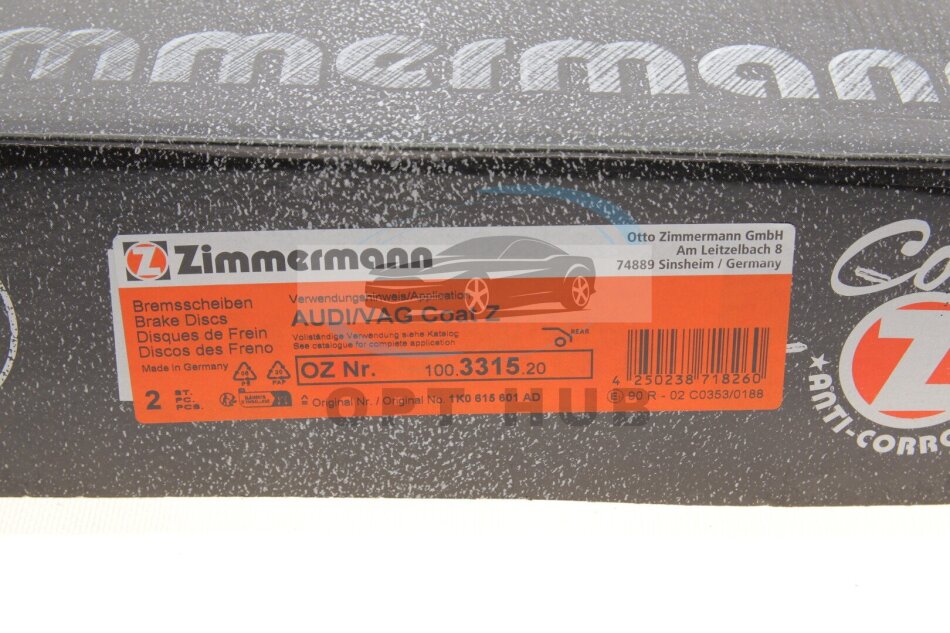 mmermann
Zimmermann
Otto Zimmermann GmbH
Am Leitzelbach 8
74889 Sinsheim / Germany
Bremsscheiben
Brake Discs
Disques de Frein
Discos des Freno
Made in Germany
Verwendungshinweis/Application
AUDI/VAG Coat Z
Vollständige Verwendung siehe Katalog
See catalogue for complete application
REAR
OZ Nr. 100.3315.20
4 250238 718260
2 ST. PC. PCS.
Original Nr. / Original No. 1K0 615 601 AD
E1 90 R - 02 C0353/0188
OPT HUB
Co
Z
ANTI-CORRO